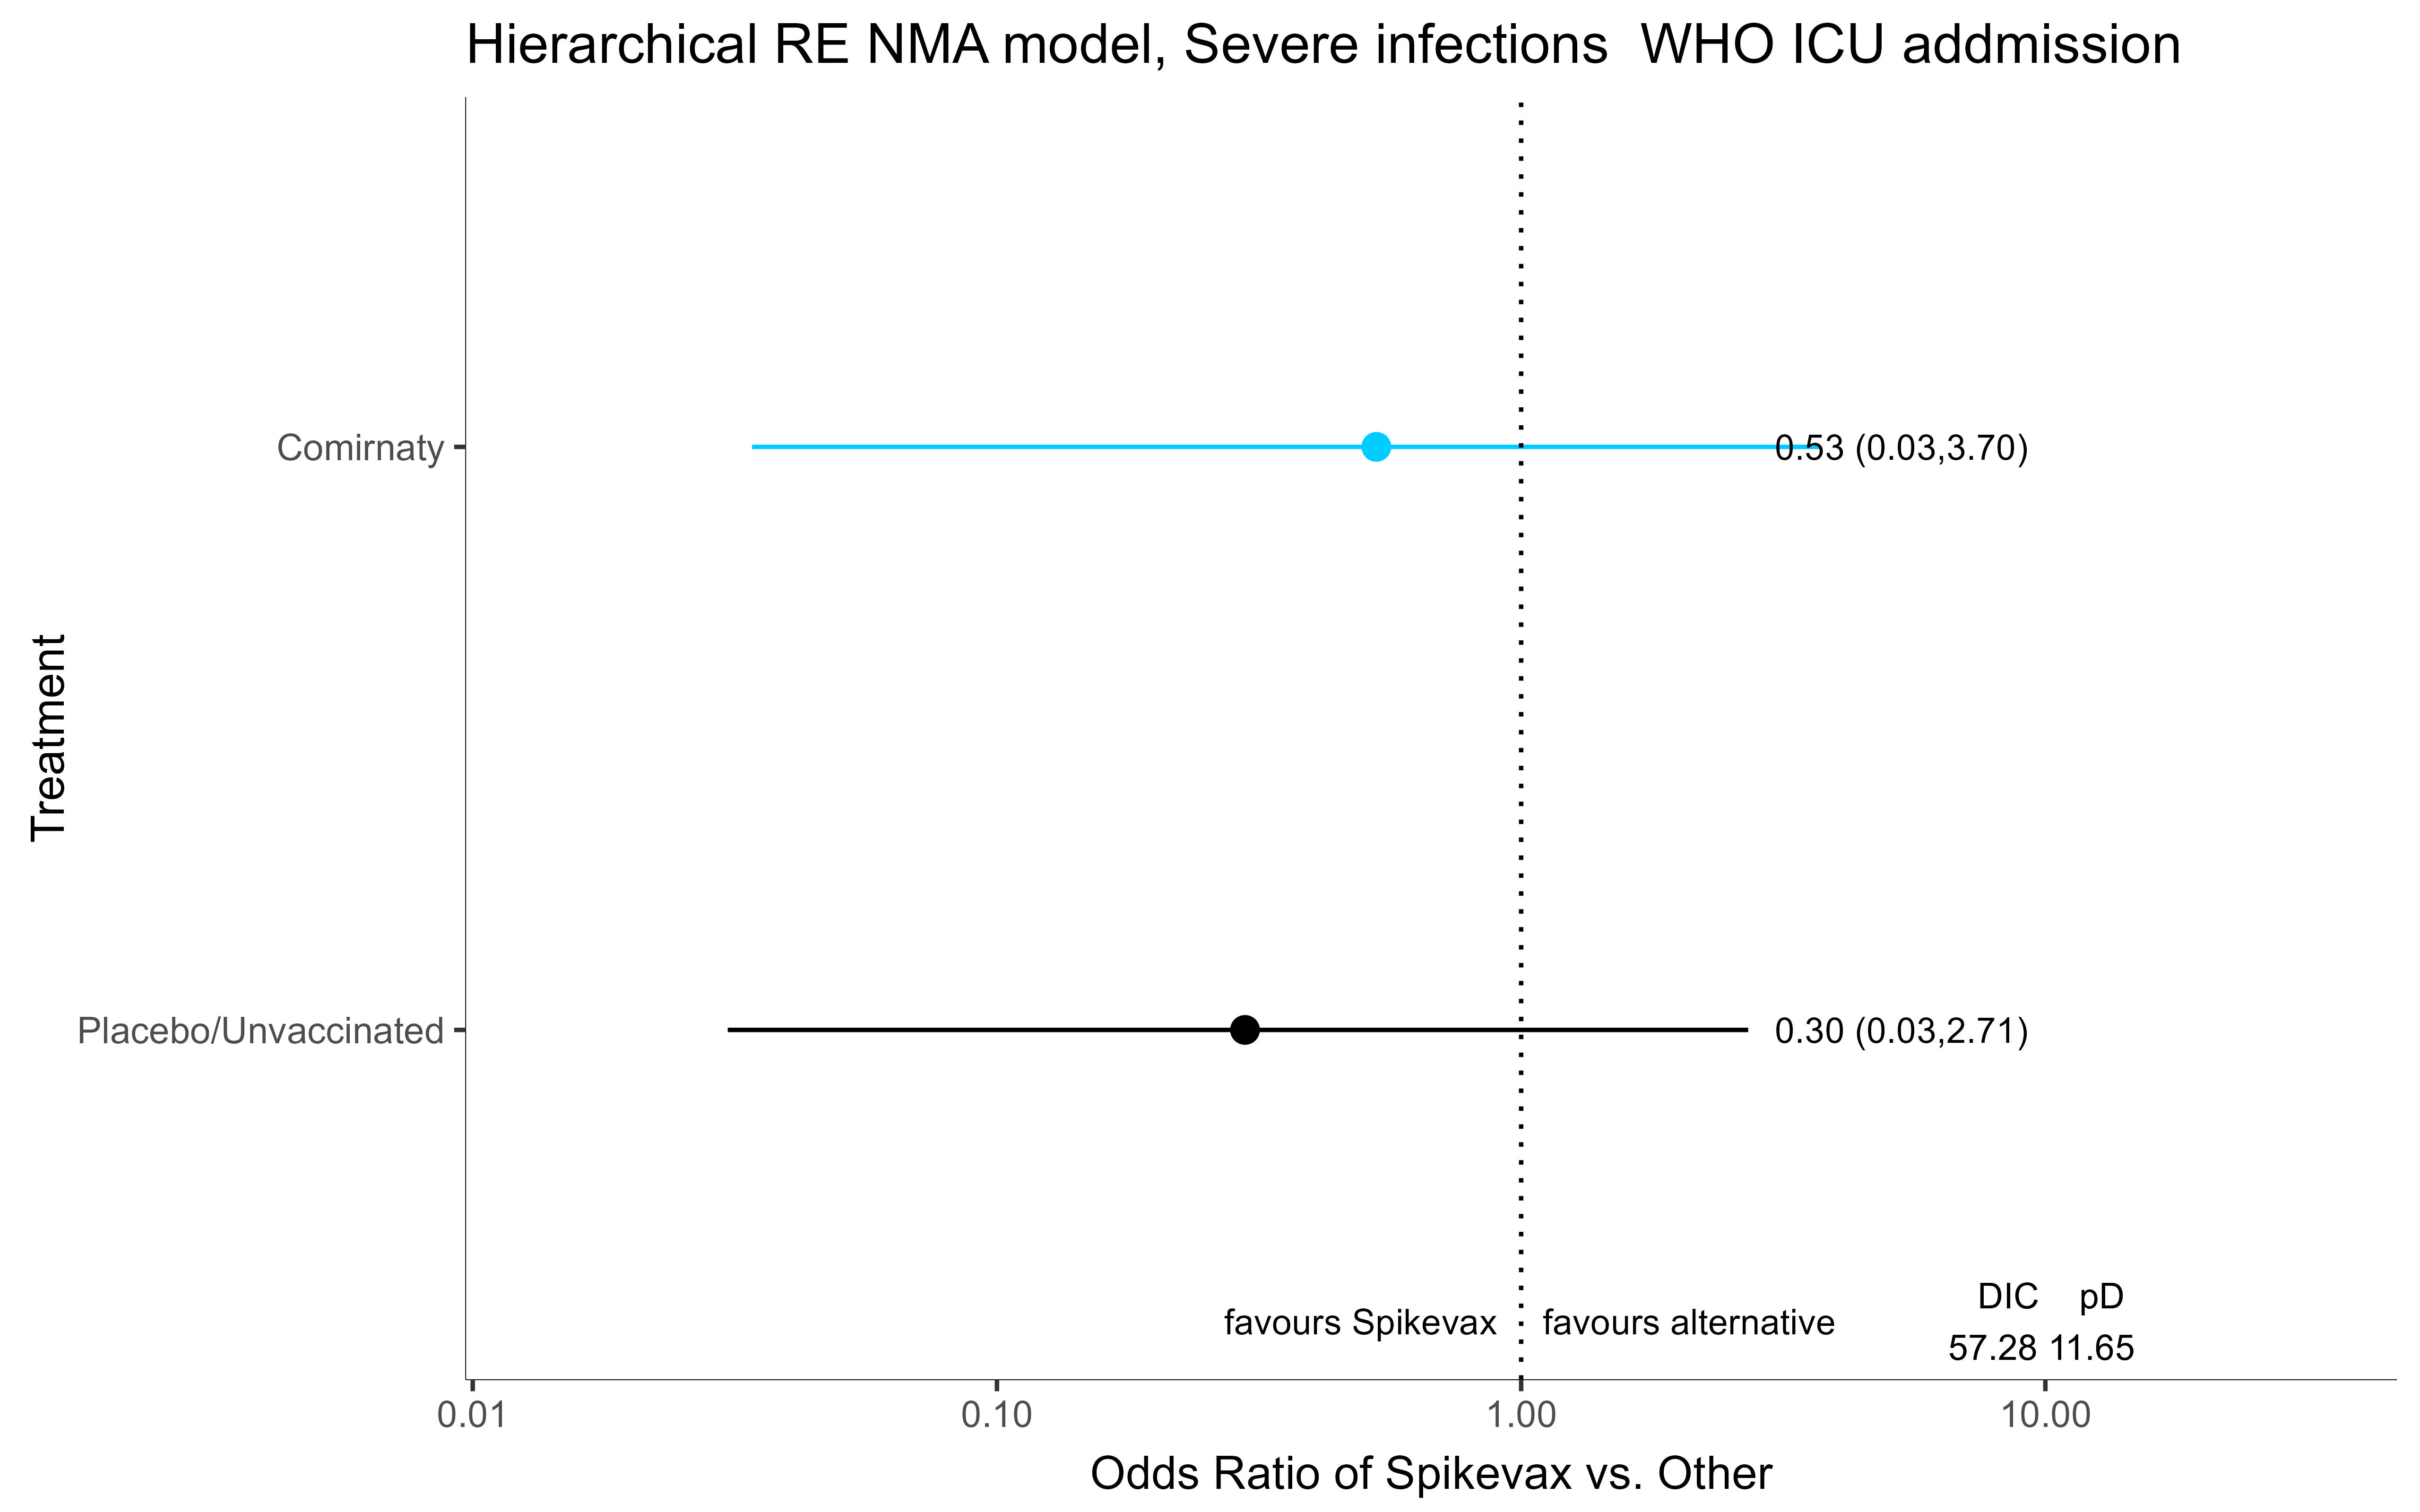 Hierarchical RE NMA model, Severe infections  WHO ICU addmission
Treatment
Comirnaty
0.53 (0.03,3.70)
Placebo/Unvaccinated
0.30 (0.03,2.71)
favours Spikevax
favours alternative
DIC pD
57.28 11.65
0.01 0.10 1.00 10.00
Odds Ratio of Spikevax vs. Other